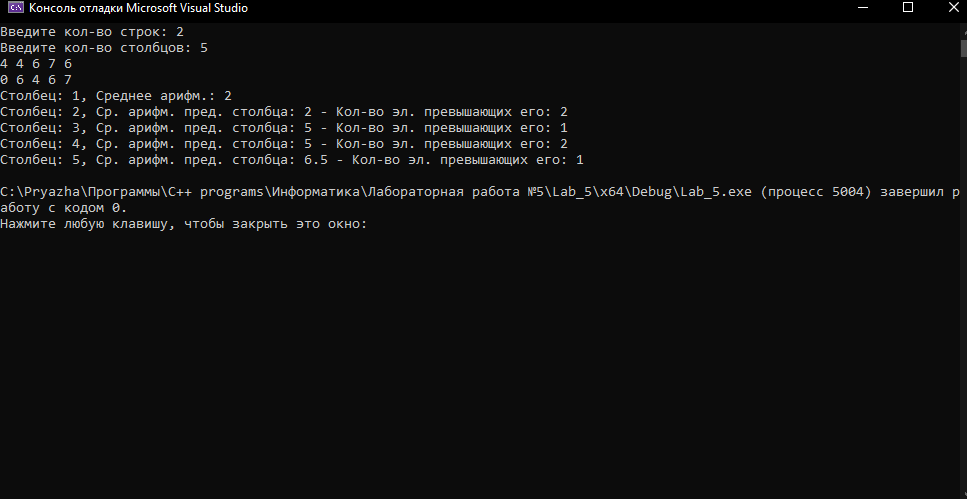 Консоль отладки Microsoft Visual Studio
Введите кол-во строк: 2
Введите кол-во столбцов: 5
4 4 6 7 6
0 6 4 6 7
Столбец: 1, Среднее арифм.: 2
Столбец: 2, Ср. арифм. пред. столбца: 2 - Кол-во эл. превышающих его: 2
Столбец: 3, Ср. арифм. пред. столбца: 5 - Кол-во эл. превышающих его: 1
Столбец: 4, Ср. арифм. пред. столбца: 5 - Кол-во эл. превышающих его: 2
Столбец: 5, Ср. арифм. пред. столбца: 6.5 - Кол-во эл. превышающих его: 1
C:\Pryazha\Программы\C++ programs\Информатика\Лабораторная работа №5\Lab_5\x64\Debug\Lab_5.exe (процесс 5004) завершил р
аботу с кодом 0.
Нажмите любую клавишу, чтобы закрыть это окно: